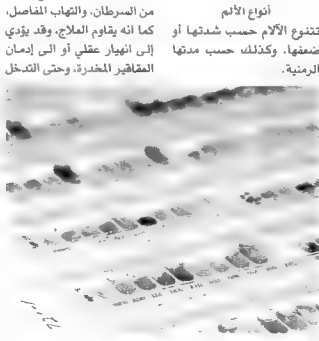 أنواع الألم
تتنوع الآلام حسب شدتها أو
ضعفها. وكذلك حسب مدتها
الزمنية.
من السرطان، والتهاب المفاصل،
كما انه يقاوم العلاج، وقد يؤدي
إلى انهيار عقلي أو الى إدمان
العقاقير المخدرة، وحتى التدخل